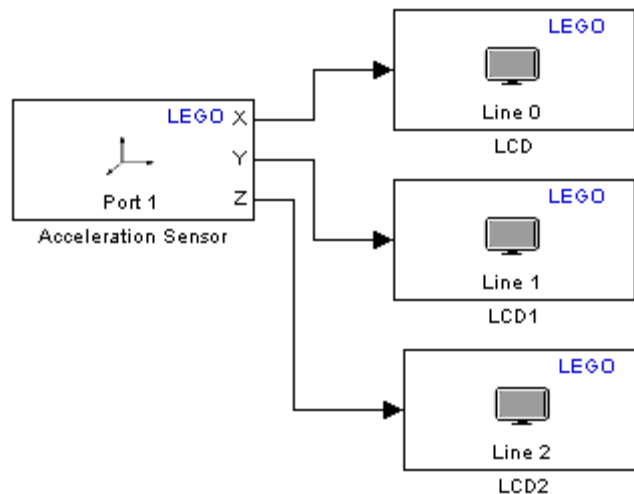 LEGO
Line 0
LCD
LEGO X
Y
Port 1 Z
Acceleration Sensor
LEGO
Line 1
LCD1
LEGO
Line 2
LCD2